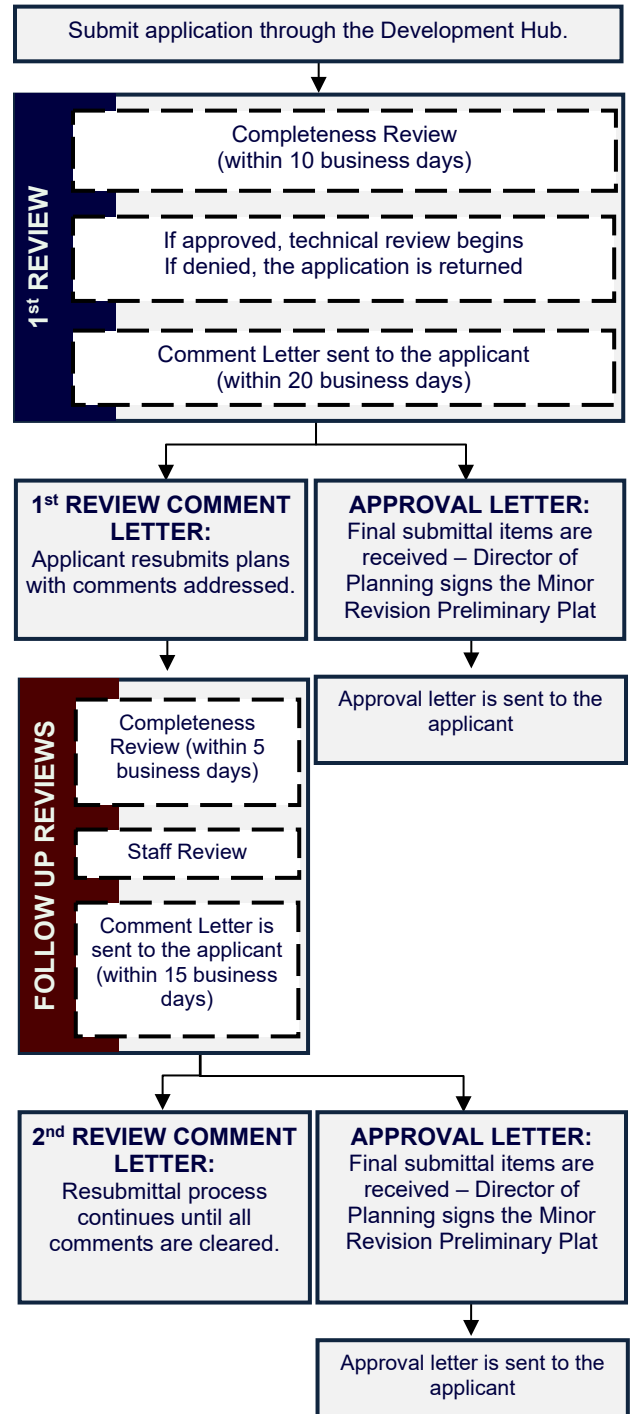 Submit application through the Development Hub.
1st REVIEW
Completeness Review
(within 10 business days)
If approved, technical review begins
If denied, the application is returned
Comment Letter sent to the applicant
(within 20 business days)
1st REVIEW COMMENT
LETTER:
Applicant resubmits plans
with comments addressed.
APPROVAL LETTER:
Final submittal items are
received – Director of
Planning signs the Minor
Revision Preliminary Plat
Approval letter is sent to the
applicant
FOLLOW UP REVIEWS
Completeness
Review (within 5
business days)
Staff Review
Comment Letter is
sent to the applicant
(within 15 business
days)
2nd REVIEW COMMENT
LETTER:
Resubmittal process
continues until all
comments are cleared.
APPROVAL LETTER:
Final submittal items are
received – Director of
Planning signs the Minor
Revision Preliminary Plat
Approval letter is sent to the
applicant